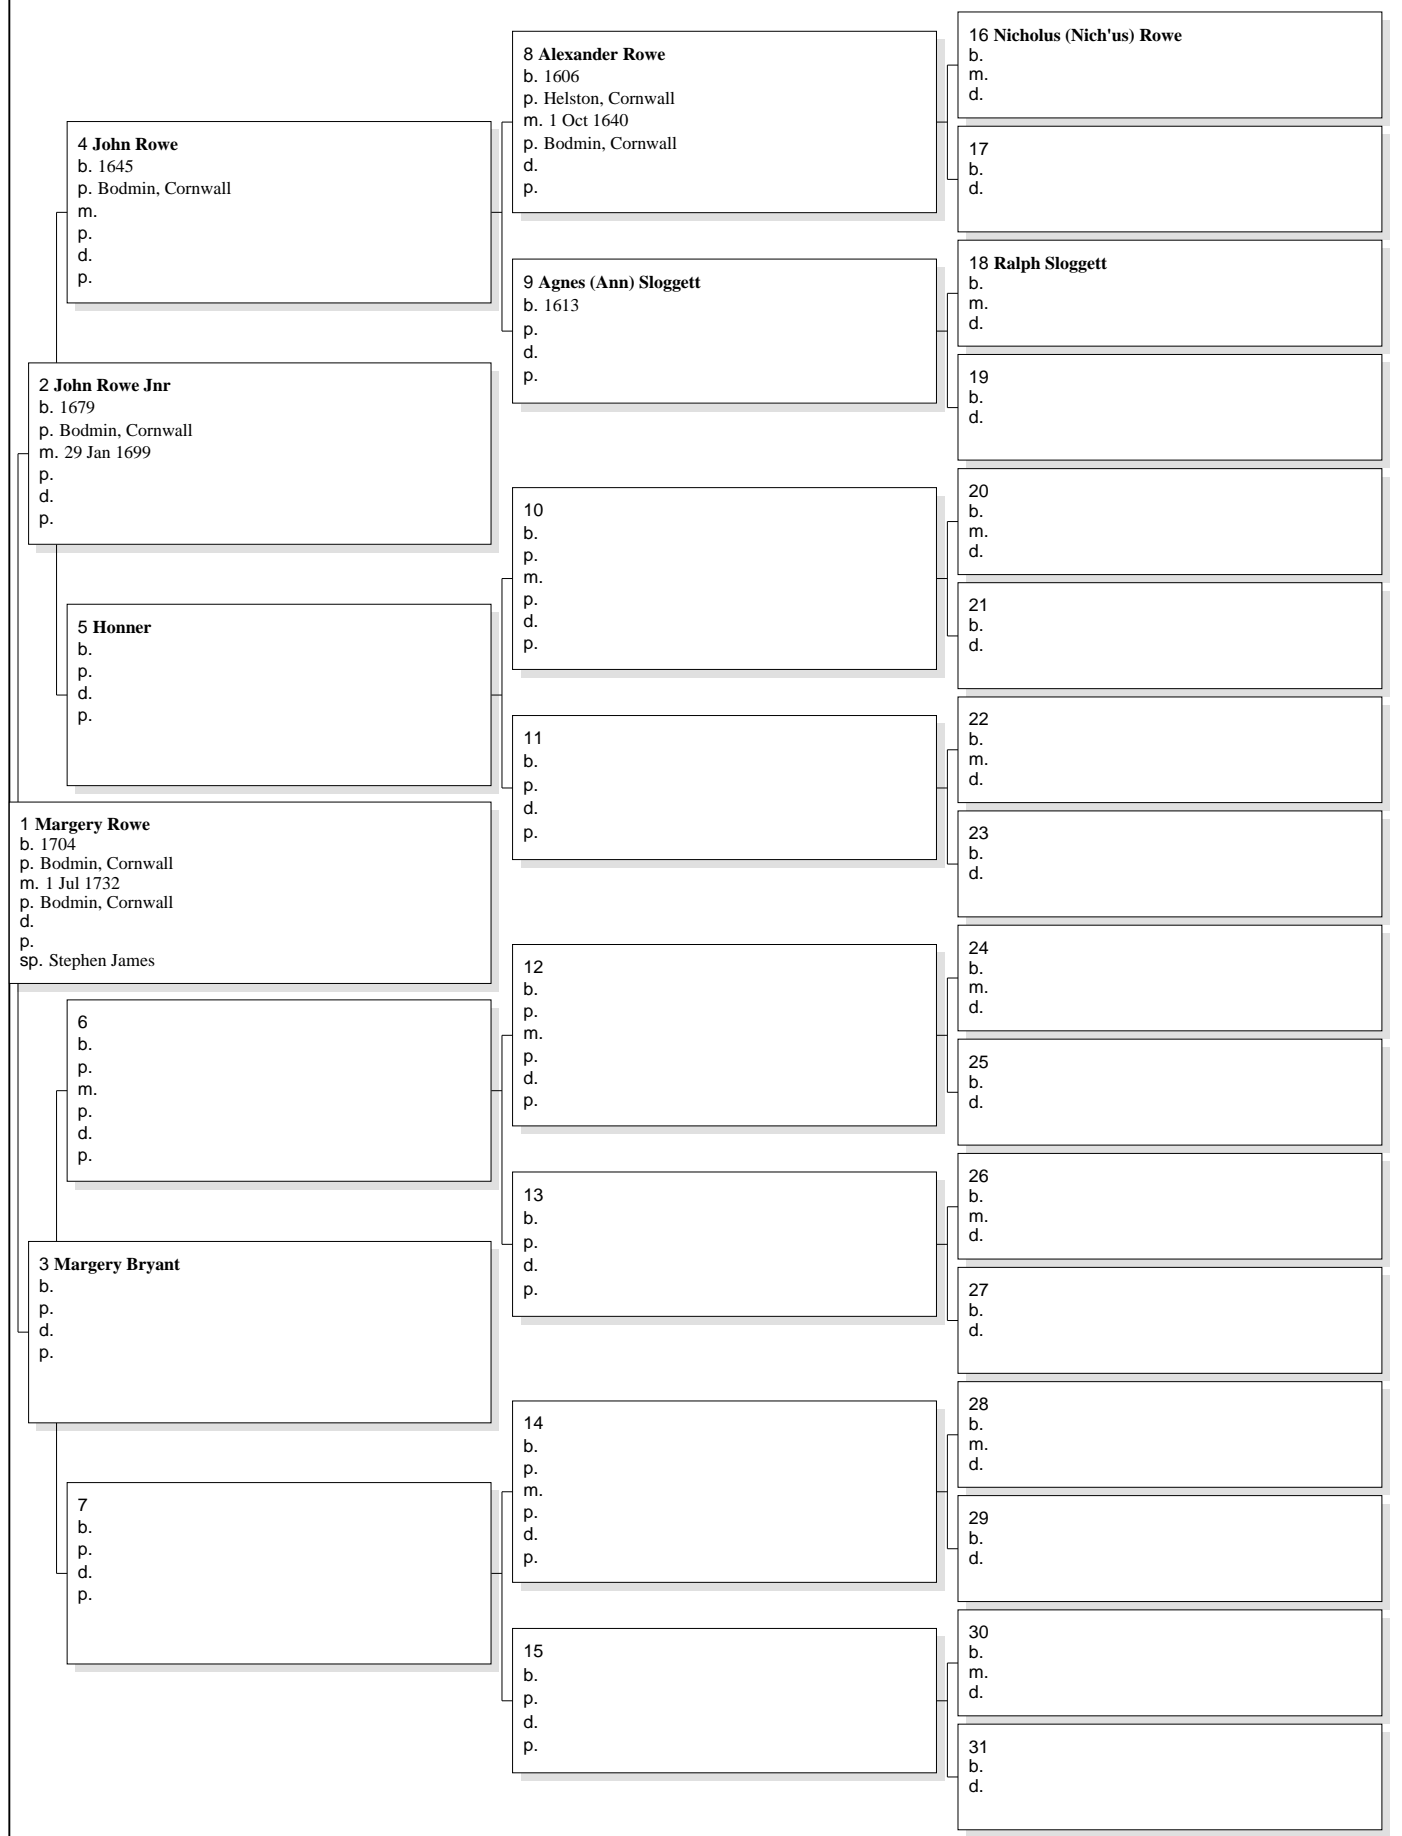 4 John Rowe
b. 1645
p. Bodmin, Cornwall
m.
p.
d.
p.
2 John Rowe Jnr
b. 1679
p. Bodmin, Cornwall
m. 29 Jan 1699
p.
d.
p.
5 Honner
b.
p.
d.
p.
1 Margery Rowe
b. 1704
p. Bodmin, Cornwall
m. 1 Jul 1732
p. Bodmin, Cornwall
d.
p.
sp. Stephen James
6
b.
p.
m.
p.
d.
p.
3 Margery Bryant
b.
p.
d.
p.
7
b.
p.
d.
p.
8 Alexander Rowe
b. 1606
p. Helston, Cornwall
m. 1 Oct 1640
p. Bodmin, Cornwall
d.
p.
9 Agnes (Ann) Sloggett
b. 1613
p.
d.
p.
10
b.
p.
m.
p.
d.
p.
11
b.
p.
d.
p.
12
b.
p.
m.
p.
d.
p.
13
b.
p.
d.
p.
14
b.
p.
m.
p.
d.
p.
15
b.
p.
d.
p.
16 Nicholus (Nich'us) Rowe
b.
m.
d.
17
b.
d.
18 Ralph Sloggett
b.
m.
d.
19
b.
d.
20
b.
m.
d.
21
b.
d.
22
b.
m.
d.
23
b.
d.
24
b.
m.
d.
25
b.
d.
26
b.
m.
d.
27
b.
d.
28
b.
m.
d.
29
b.
d.
30
b.
m.
d.
31
b.
d.